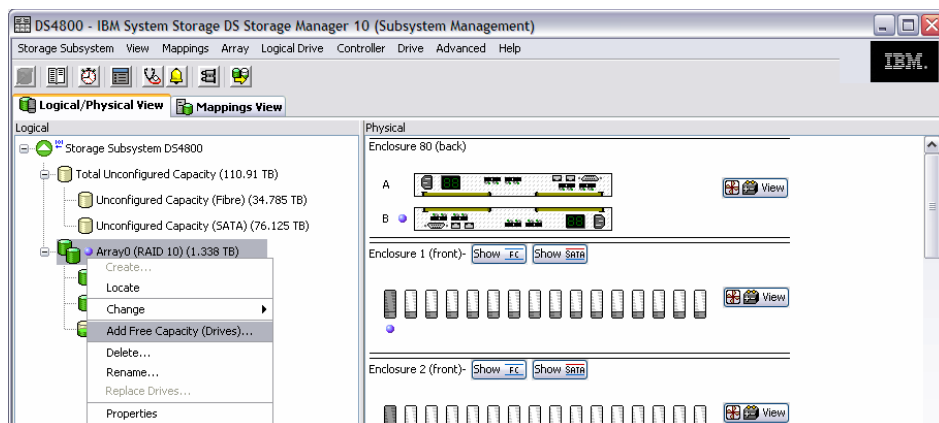 DS4800 - IBM System Storage DS Storage Manager 10 (Subsystem Management)
Storage Subsystem View Mappings Array Logical Drive Controller Drive Advanced Help
IBM.
Logical/Physical View Mappings View
Logical
Storage Subsystem DS4800
Total Unconfigured Capacity (110.91 TB)
Unconfigured Capacity (Fibre) (34.785 TB)
Unconfigured Capacity (SATA) (76.125 TB)
Array0 (RAID 10) (1.338 TB)
Create...
Locate
Change
Add Free Capacity (Drives)...
Delete...
Rename...
Replace Drives...
Properties
Physical
Enclosure 80 (back)
A
View
B
Enclosure 1 (front)- Show FC Show SATA
View
Enclosure 2 (front)- Show FC Show SATA
View